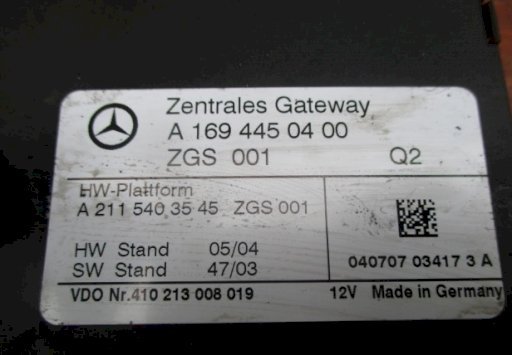 Zentrales Gateway
A 169 445 04 00
ZGS 001 Q2
HW-Plattform
A 211 540 35 45 ZGS 001
HW Stand 05/04
SW Stand 47/03
040707 03417 3 A
VDO Nr.410 213 008 019 12V Made in Germany